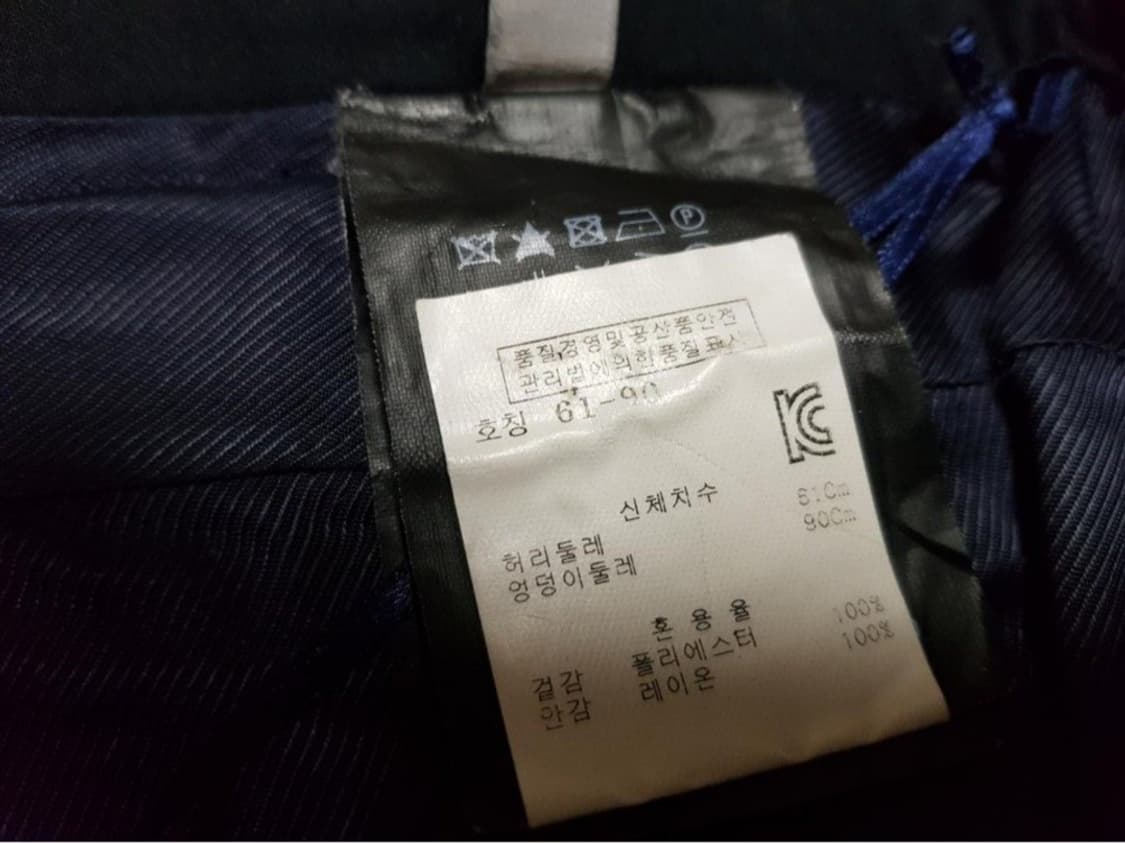 P
품질경영및공산품안전
관리법에의한품질표시
호칭 61-90
KC
신체치수
허리둘레 61Cm
엉덩이둘레 90Cm
혼용율
겉감 폴리에스터 100%
안감 레이온 100%